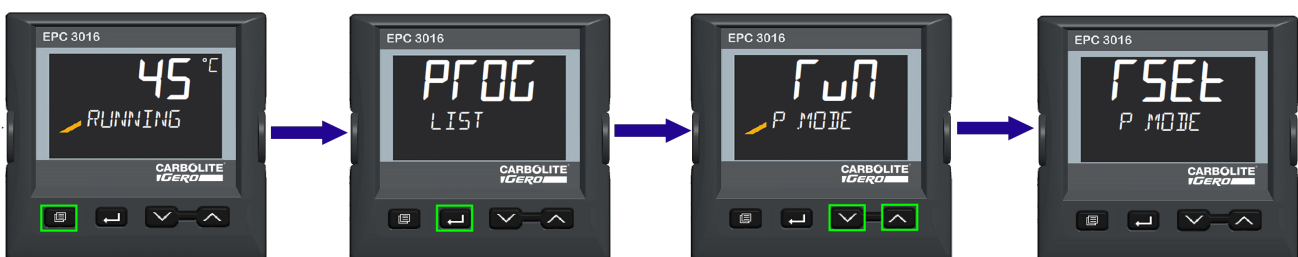 EPC 3016
45 °C
RUNNING
CARBOLITE
GERO
EPC 3016
PrOG
LIST
CARBOLITE
GERO
EPC 3016
run
P.MODE
CARBOLITE
GERO
EPC 3016
rSEt
P.MODE
CARBOLITE
GERO